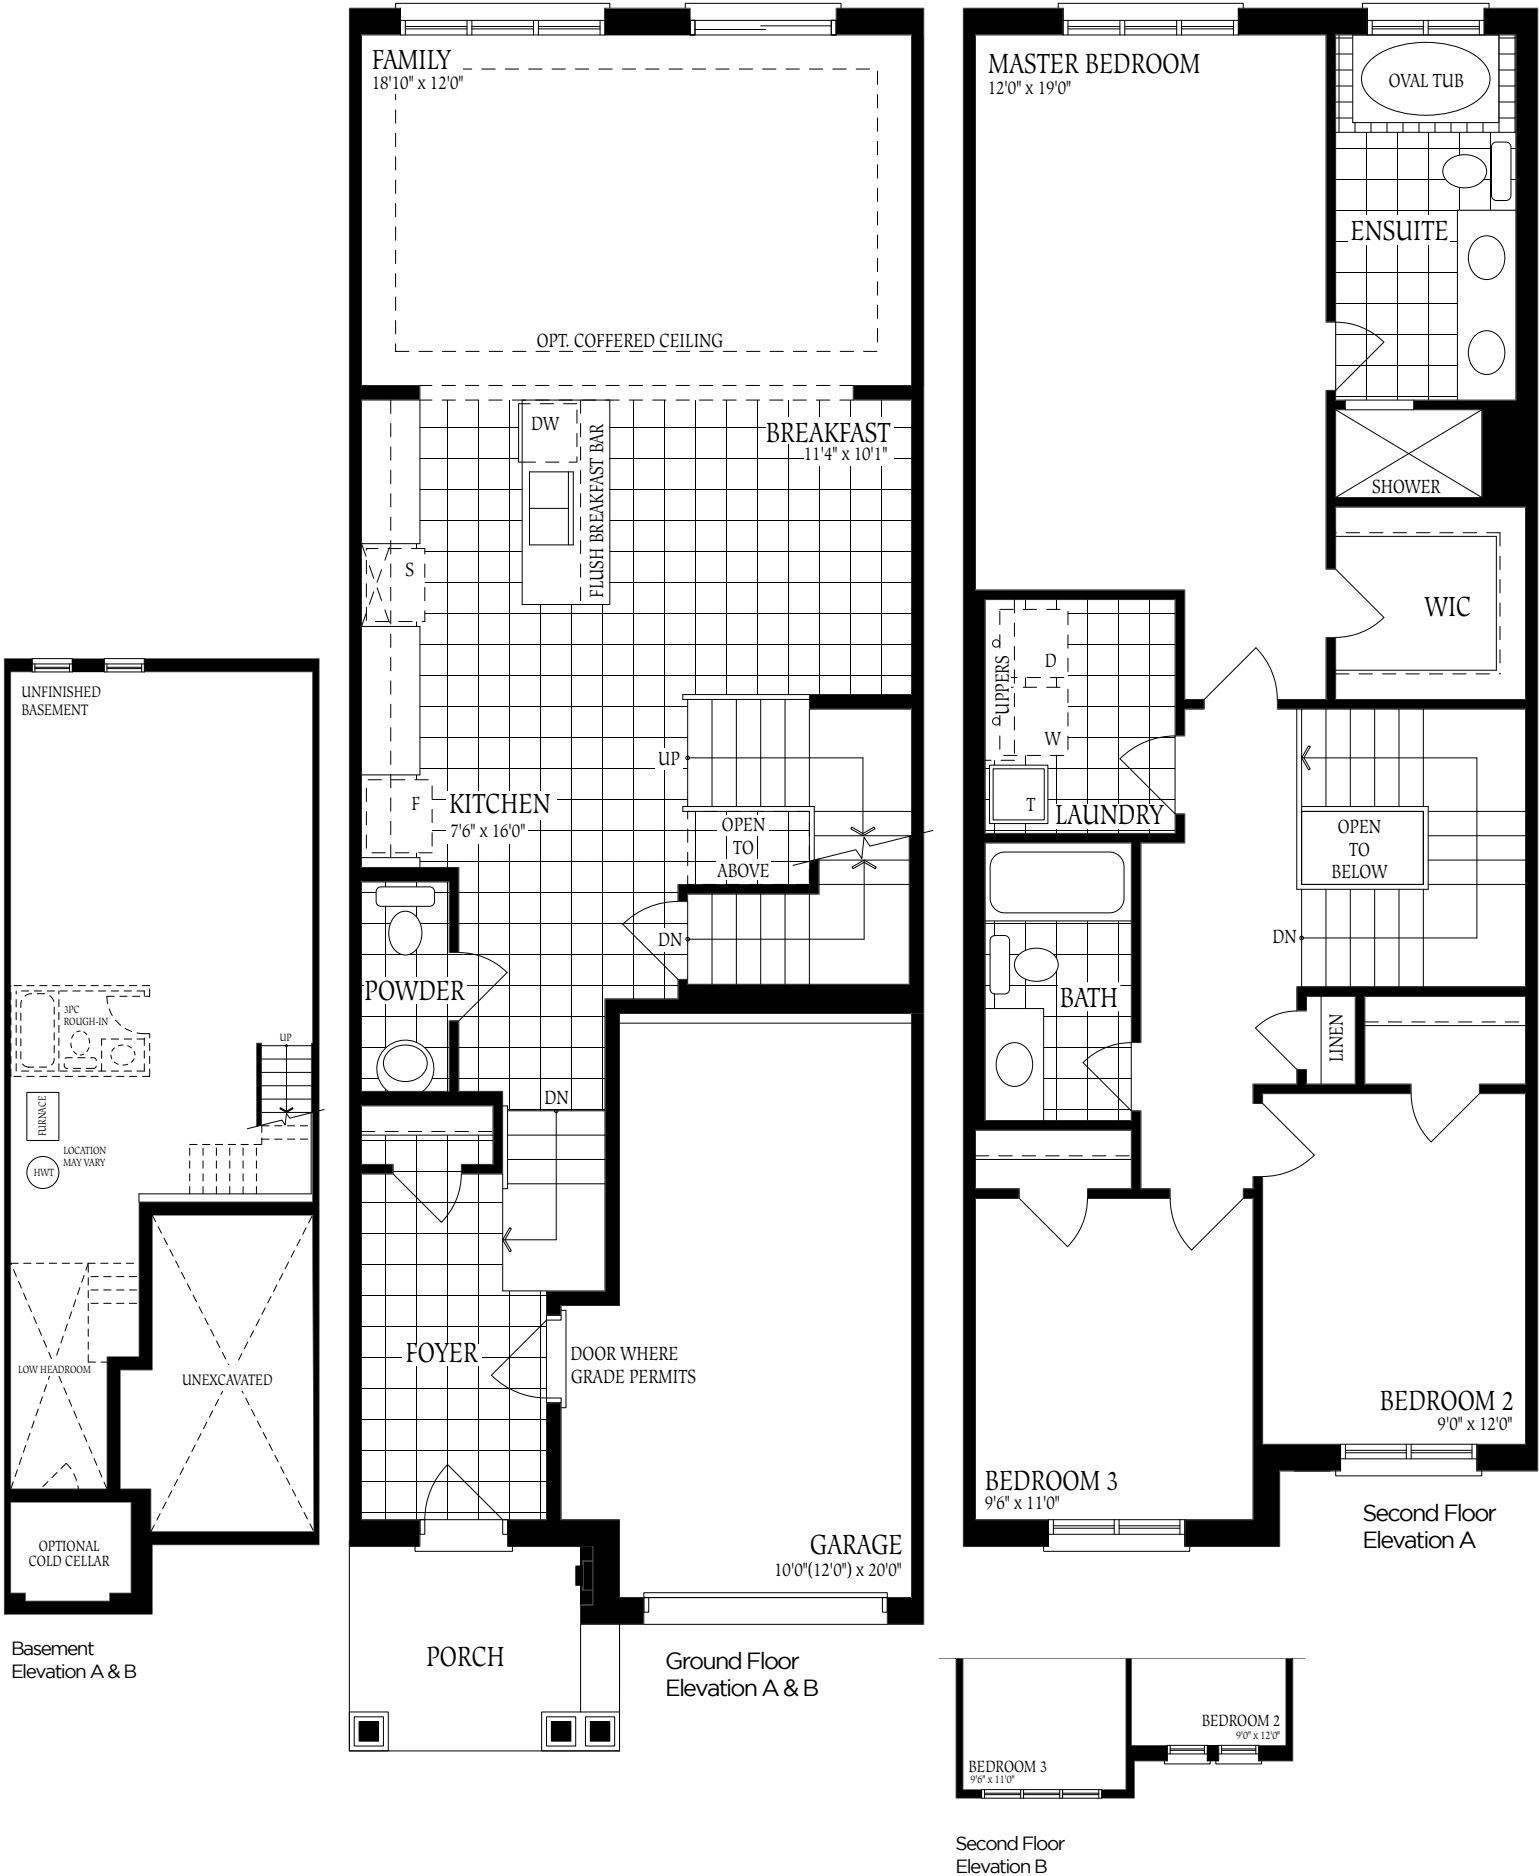 UNFINISHED
BASEMENT
3PC
ROUGH-IN
UP
FURNACE
LOCATION
MAY VARY
HWT
LOW HEADROOM
UNEXCAVATED
OPTIONAL
COLD CELLAR
Basement
Elevation A & B
FAMILY
18'10" x 12'0"
OPT. COFFERED CEILING
DW
FLUSH BREAKFAST BAR
BREAKFAST
11'4" x 10'1"
S
UP
F
KITCHEN
7'6" x 16'0"
OPEN
TO
ABOVE
DN
POWDER
DN
FOYER
DOOR WHERE
GRADE PERMITS
GARAGE
10'0"(12'0") x 20'0"
PORCH
Ground Floor
Elevation A & B
MASTER BEDROOM
12'0" x 19'0"
OVAL TUB
ENSUITE
SHOWER
WIC
UPPERS
D
W
T
LAUNDRY
OPEN
TO
BELOW
DN
BATH
LINEN
BEDROOM 2
9'0" x 12'0"
BEDROOM 3
9'6" x 11'0"
Second Floor
Elevation A
BEDROOM 2
9'0" x 12'0"
BEDROOM 3
9'6" x 11'0"
Second Floor
Elevation B